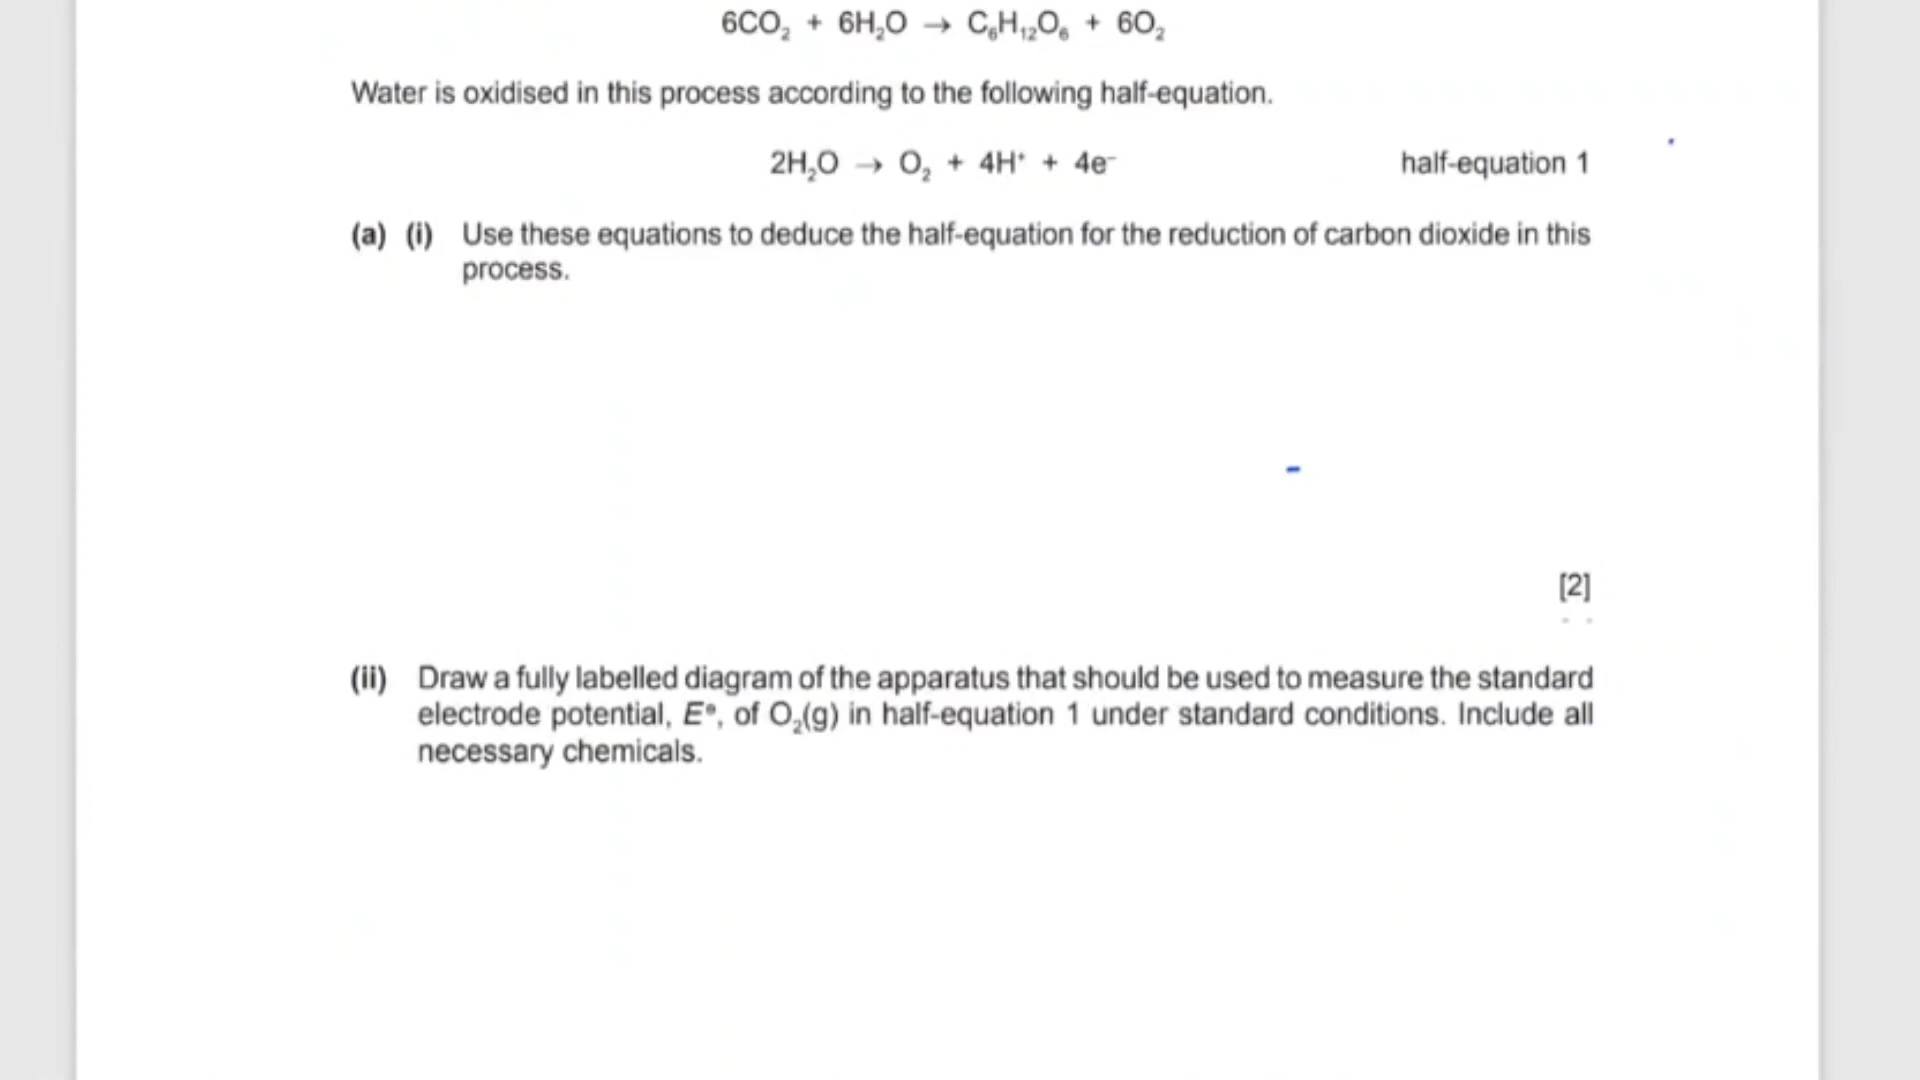 6CO₂ + 6H₂O → C₆H₁₂O₆ + 6O₂
Water is oxidised in this process according to the following half-equation.
2H₂O → O₂ + 4H⁺ + 4e⁻ half-equation 1
(a) (i) Use these equations to deduce the half-equation for the reduction of carbon dioxide in this
process.
[2]
(ii) Draw a fully labelled diagram of the apparatus that should be used to measure the standard
electrode potential, E°, of O₂(g) in half-equation 1 under standard conditions. Include all
necessary chemicals.